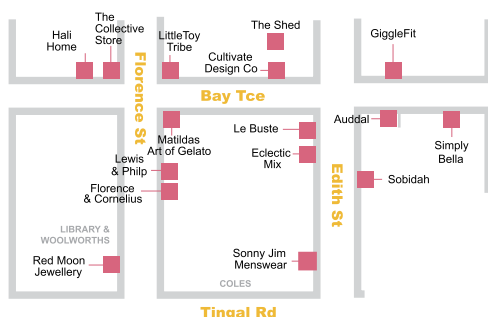 The
Collective
Store
Hali
Home
LittleToy
Tribe
The Shed
Cultivate
Design Co
GiggleFit
Florence St
Bay Tce
Matildas
Art of Gelato
Le Buste
Eclectic
Mix
Auddal
Simply
Bella
Lewis
& Philp
Florence
& Cornelius
Edith St
Sobidah
LIBRARY &
WOOLWORTHS
Red Moon
Jewellery
Sonny Jim
Menswear
COLES
Tingal Rd